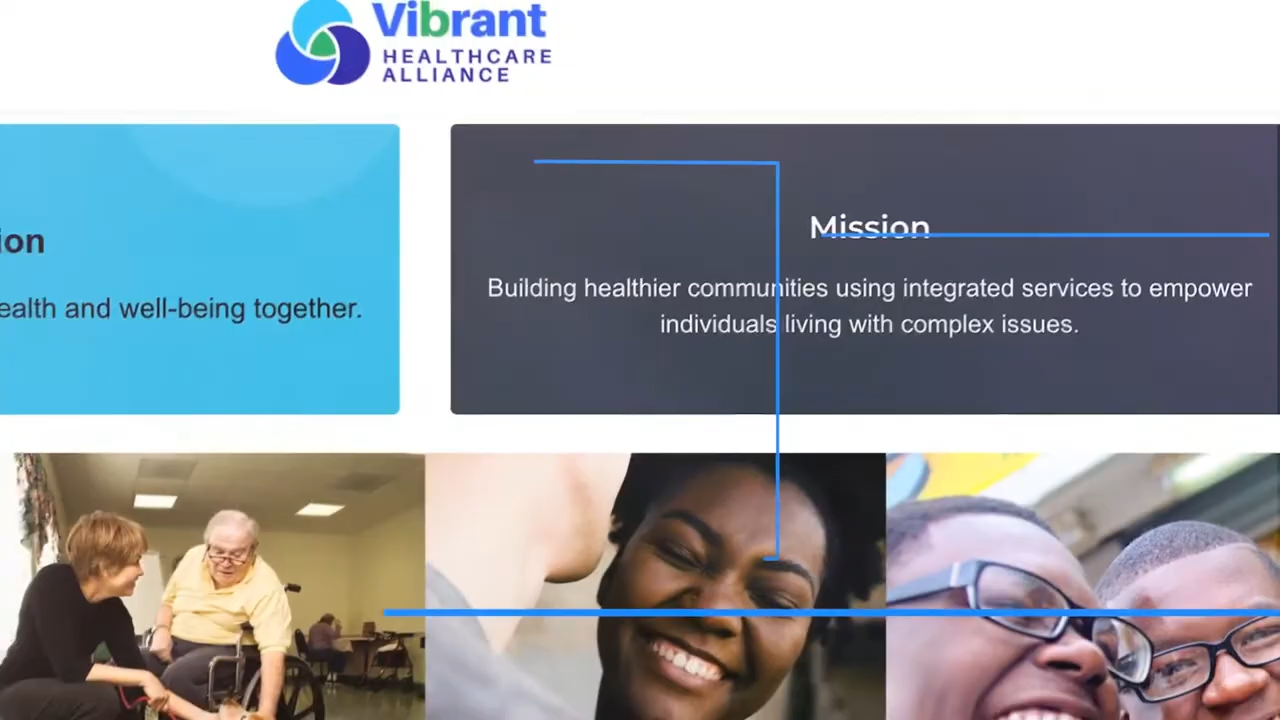 Vibrant
HEALTHCARE
ALLIANCE
ion
ealth and well-being together.
Mission
Building healthier communities using integrated services to empower
individuals living with complex issues.